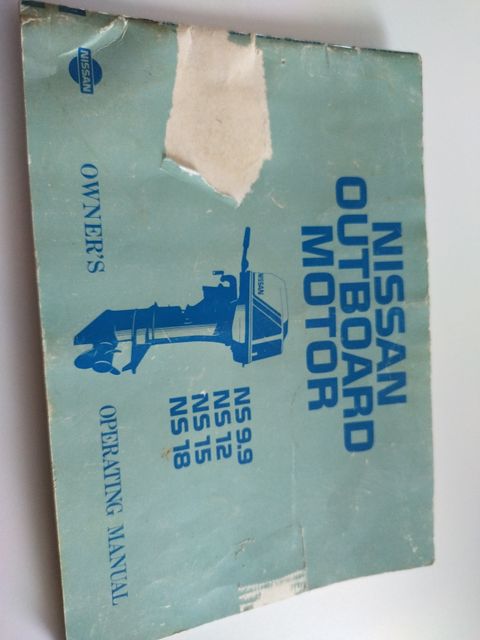 NISSAN
OUTBOARD
MOTOR
NISSAN
NS 9.9
NS 12
NS 15
NS 18
OWNER'S OPERATING MANUAL
NISSAN